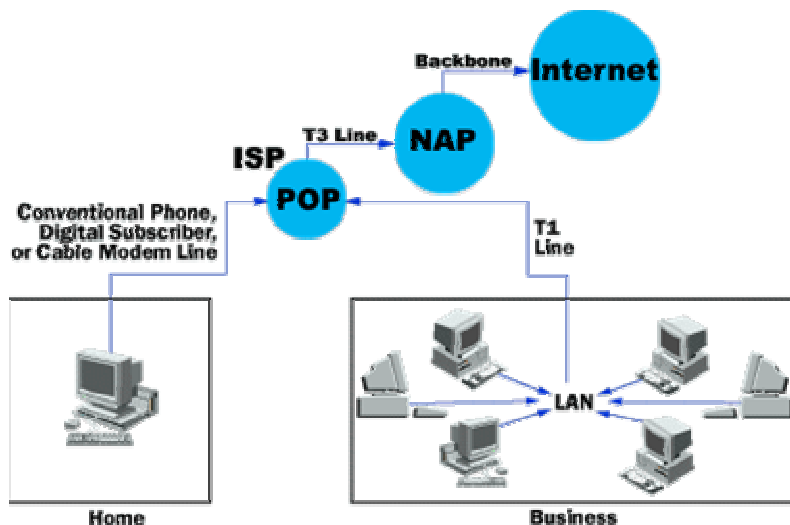 Backbone
Internet
T3 Line
NAP
ISP
POP
Conventional Phone,
Digital Subscriber,
or Cable Modem Line
T1
Line
LAN
Home
Business